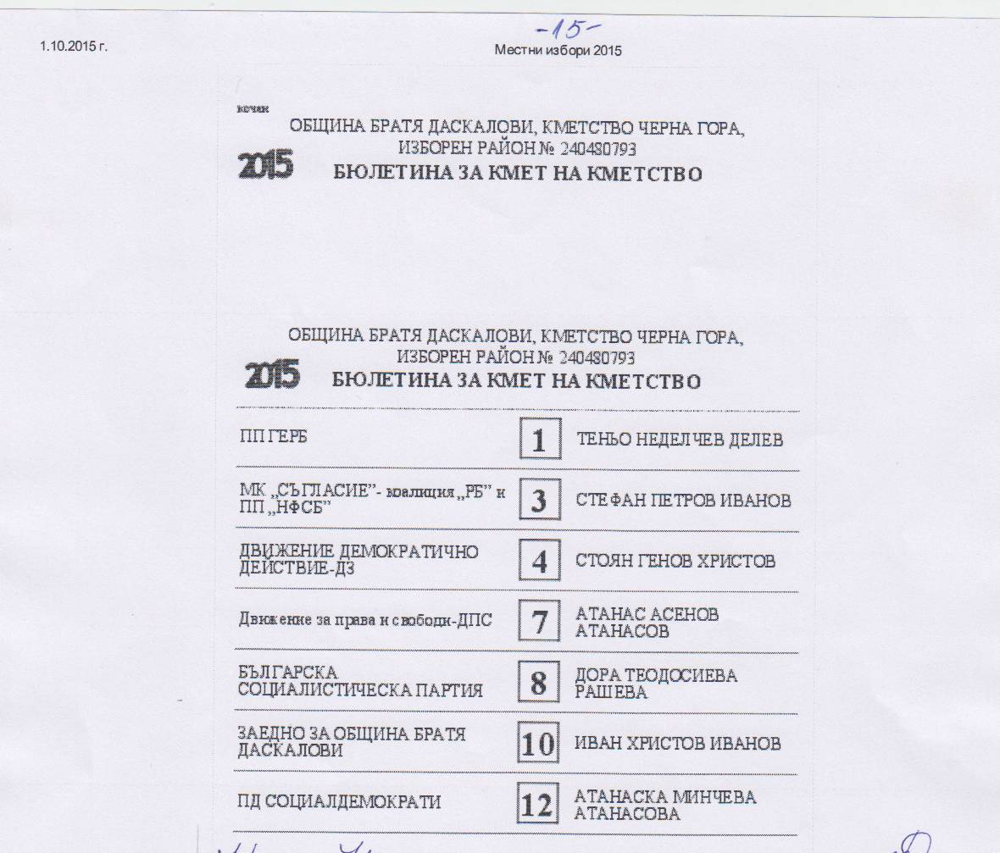 -15-
1.10.2015 г.
Местни избори 2015
кочан
ОБЩИНА БРАТЯ ДАСКАЛОВИ, КМЕТСТВО ЧЕРНА ГОРА,
ИЗБОРЕН РАЙОН № 240480793
2015
БЮЛЕТИНА ЗА КМЕТ НА КМЕТСТВО
ОБЩИНА БРАТЯ ДАСКАЛОВИ, КМЕТСТВО ЧЕРНА ГОРА,
ИЗБОРЕН РАЙОН № 240480793
2015
БЮЛЕТИНА ЗА КМЕТ НА КМЕТСТВО
ПП ГЕРБ
1
ТЕНЬО НЕДЕЛЧЕВ ДЕЛЕВ
МК „СЪГЛАСИЕ”- коалиция „РБ” и
ПП „НФСБ”
3
СТЕФАН ПЕТРОВ ИВАНОВ
ДВИЖЕНИЕ ДЕМОКРАТИЧНО
ДЕЙСТВИЕ-ДЗ
4
СТОЯН ГЕНОВ ХРИСТОВ
Движение за права и свободи-ДПС
7
АТАНАС АСЕНОВ
АТАНАСОВ
БЪЛГАРСКА
СОЦИАЛИСТИЧЕСКА ПАРТИЯ
8
ДОРА ТЕОДОСИЕВА
РАШЕВА
ЗАЕДНО ЗА ОБЩИНА БРАТЯ
ДАСКАЛОВИ
10
ИВАН ХРИСТОВ ИВАНОВ
ПД СОЦИАЛДЕМОКРАТИ
12
АТАНАСКА МИНЧЕВА
АТАНАСОВА